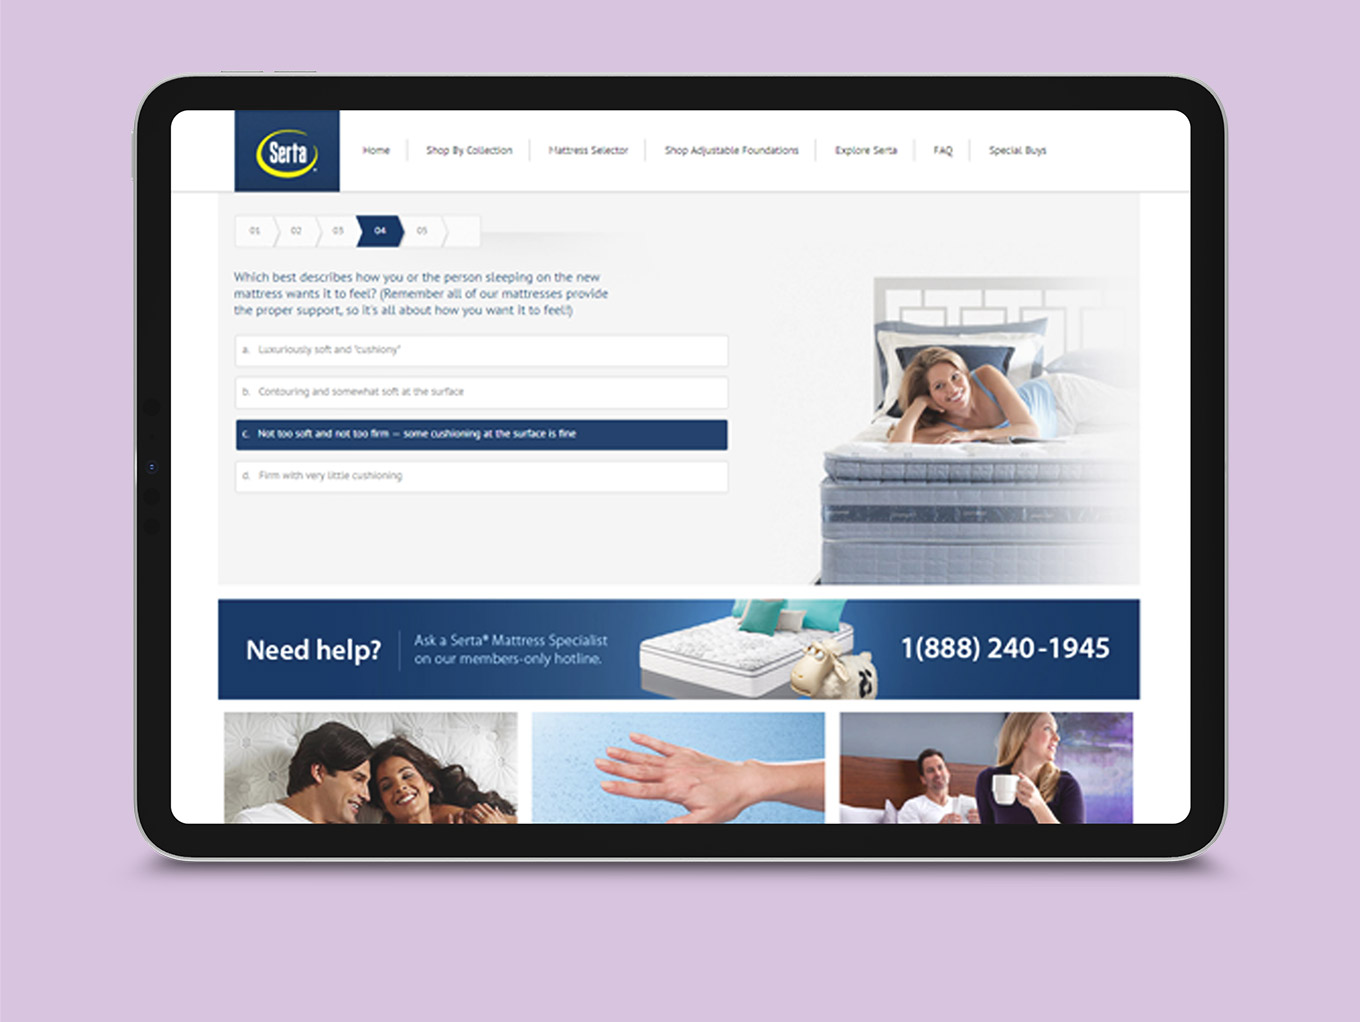 Serta
Home
Shop By Collection
Mattress Selector
Shop Adjustable Foundations
Explore Serta
FAQ
Special Buys
01
02
03
04
05
Which best describes how you or the person sleeping on the new
mattress wants it to feel? (Remember all of our mattresses provide
the proper support, so it's all about how you want it to feel!)
a. Luxuriously soft and "cushiony"
b. Contouring and somewhat soft at the surface
c. Not too soft and not too firm — some cushioning at the surface is fine
d. Firm with very little cushioning
Need help?
Ask a Serta® Mattress Specialist
on our members-only hotline.
1(888) 240-1945